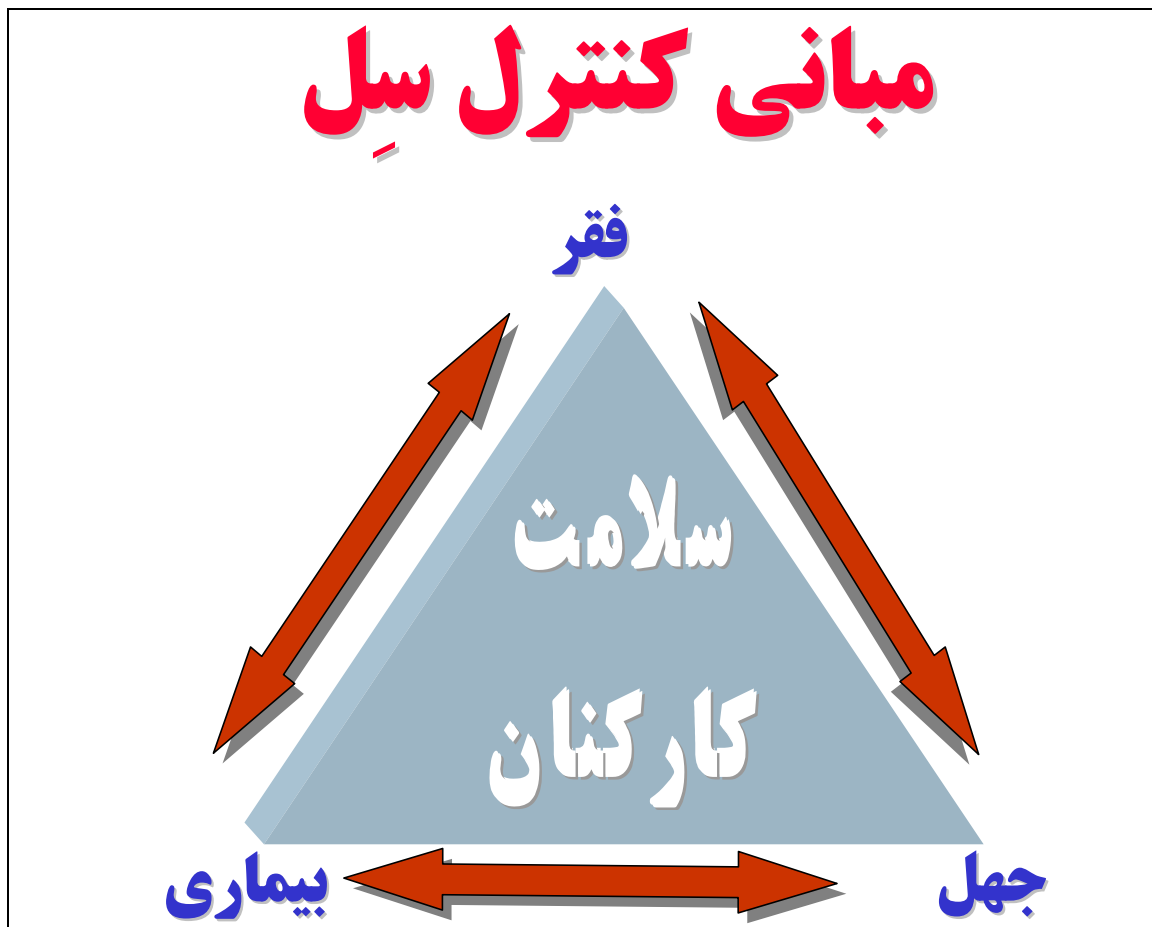 مبانی کنترل سِل
فقر
سلامت
کارکنان
جهل
بیماری